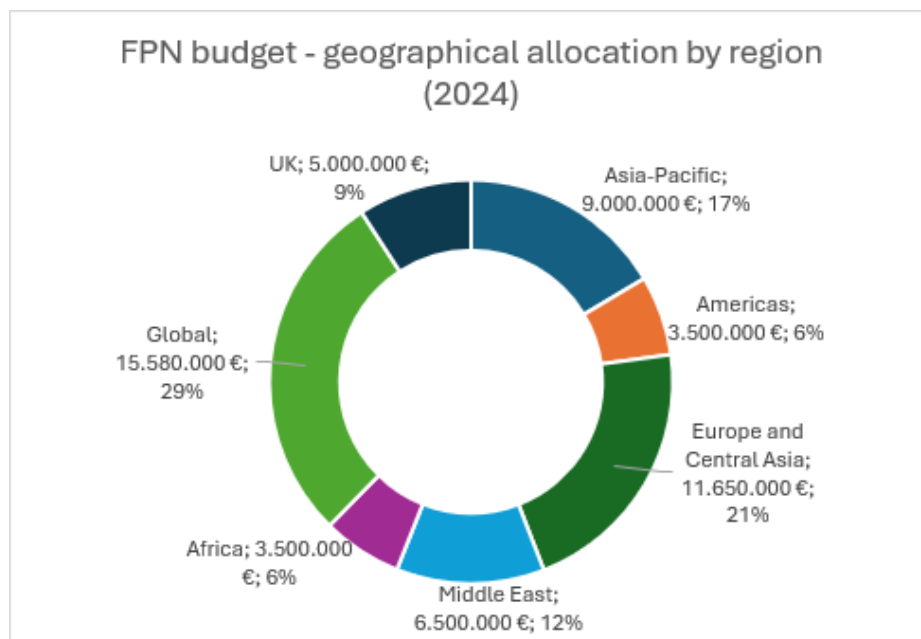 FPN budget - geographical allocation by region
(2024)
UK; 5.000.000 €;
9%
Asia-Pacific;
9.000.000 €; 17%
Americas;
3.500.000 €; 6%
Global;
15.580.000 €;
29%
Europe and
Central Asia;
11.650.000 €;
21%
Africa; 3.500.000
€; 6%
Middle East;
6.500.000 €; 12%